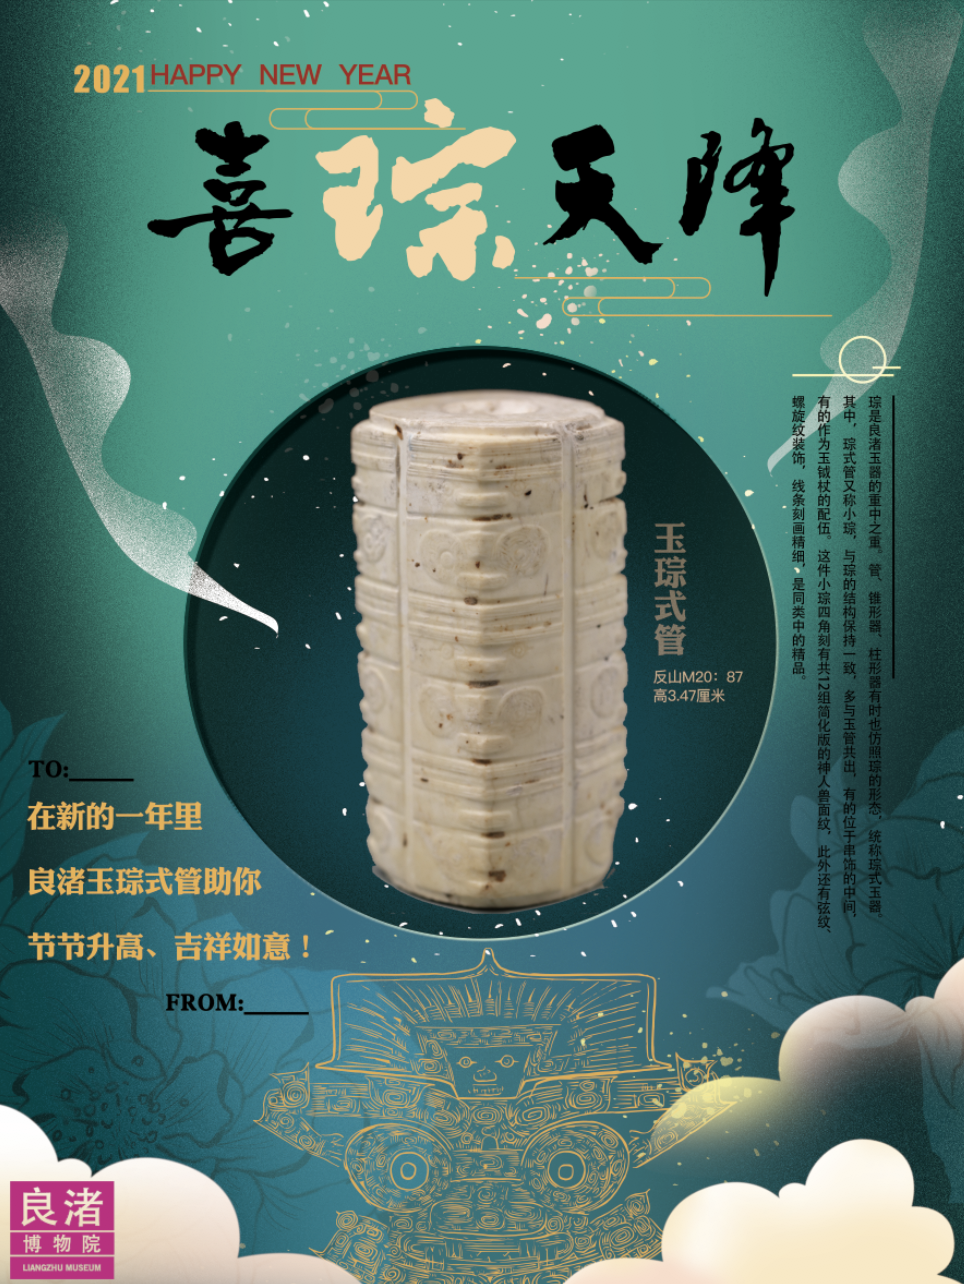 2021 HAPPY NEW YEAR
喜琮天降
琮是良渚玉器的重中之重。管、锥形器、柱形器有时也仿照琮的形态，统称琮式玉器。
其中，琮式管又称小琮，与琮的结构保持一致，多与玉管共出，有的位于串饰的中间，
有的作为玉钺杖的配伍。这件小琮四角刻有共12组简化版的神人兽面纹，此外还有弦纹、
螺旋纹装饰，线条刻画精细，是同类中的精品。
玉琮式管
反山M20：87
高3.47厘米
TO:_____
在新的一年里
良渚玉琮式管助你
节节升高、吉祥如意！
FROM:_____
良渚
博物院
LIANGZHU MUSEUM